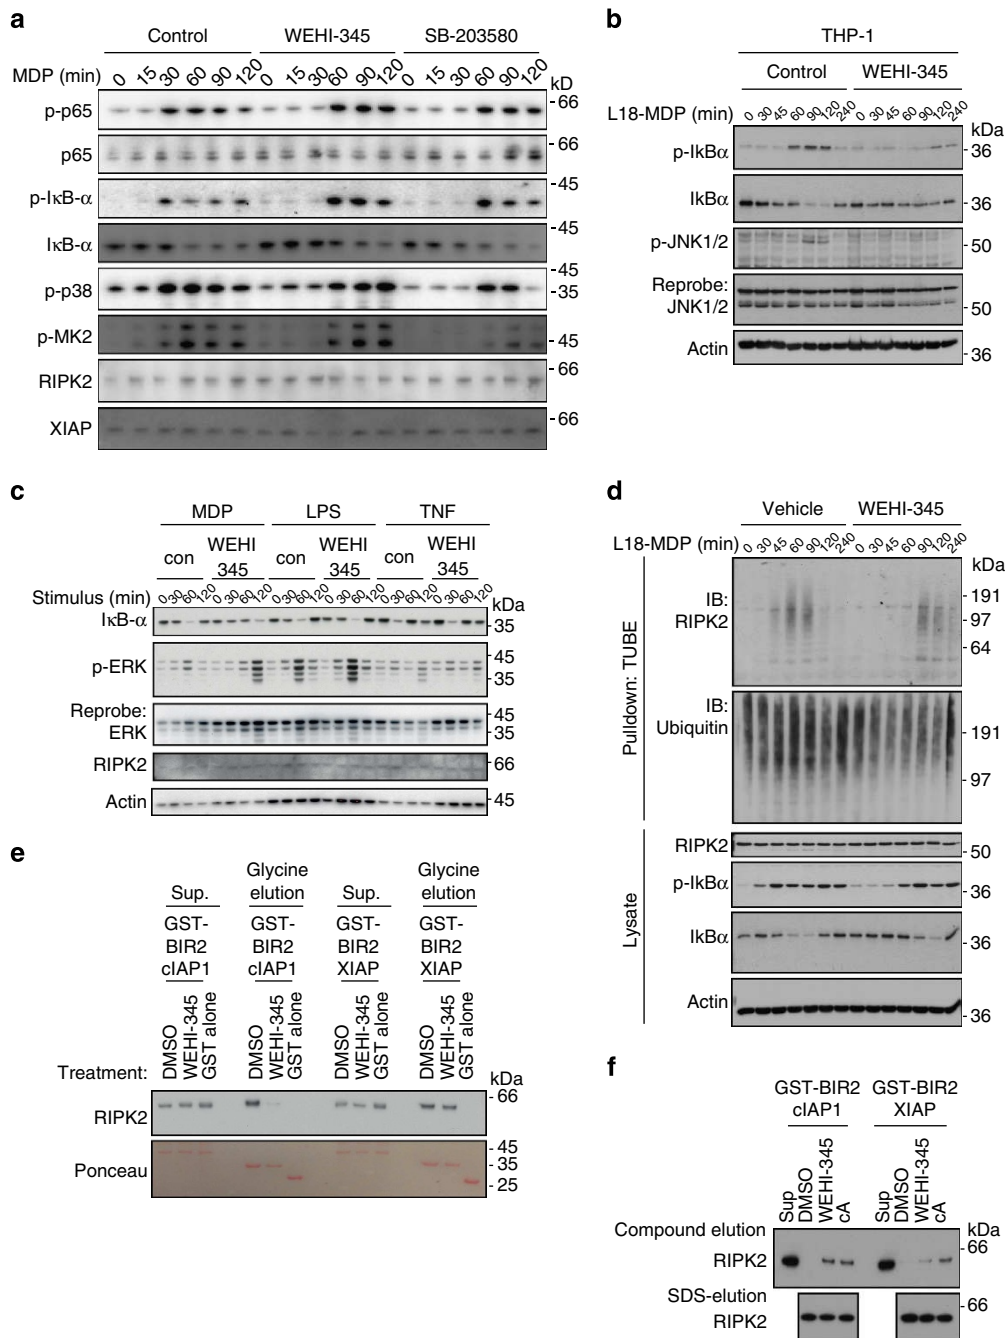 a
Control WEHI-345 SB-203580
MDP (min) 0 15 30 60 90 120 0 15 30 60 90 120 0 15 30 60 90 120 kD
p-p65 66
p65 66
p-IκB-α 45
IκB-α 45
p-p38 45
35
p-MK2 45
RIPK2 66
XIAP 66
b
THP-1
Control WEHI-345
L18-MDP (min) 0 30 45 60 90 120 240 0 30 45 60 90 120 240
kDa
p-IkBα 36
IkBα 36
p-JNK1/2 50
Reprobe:
JNK1/2 50
Actin 36
c
MDP LPS TNF
con WEHI 345 con WEHI 345 con WEHI 345
Stimulus (min) 0 30 60 120 0 30 60 120 0 30 60 120 0 30 60 120 0 30 60 120 0 30 60 120
kDa
IκB-α 35
p-ERK 45
35
Reprobe: 45
ERK 35
RIPK2 66
Actin 45
d
Vehicle WEHI-345
L18-MDP (min) 0 30 45 60 90 120 240 0 30 45 60 90 120 240
kDa
Pulldown: TUBE
IB: 191
RIPK2 97
64
IB:
Ubiquitin 191
97
Lysate
RIPK2 50
p-IkBα 36
IkBα 36
Actin 36
e
Sup. Glycine elution Sup. Glycine elution
GST-BIR2 cIAP1 GST-BIR2 cIAP1 GST-BIR2 XIAP GST-BIR2 XIAP
Treatment: DMSO WEHI-345 GST alone DMSO WEHI-345 GST alone DMSO WEHI-345 GST alone DMSO WEHI-345 GST alone
kDa
RIPK2 66
Ponceau 45
35
25
f
GST-BIR2 cIAP1 GST-BIR2 XIAP
Sup DMSO WEHI-345 cA Sup DMSO WEHI-345 cA
Compound elution kDa
RIPK2 66
SDS-elution
RIPK2 66